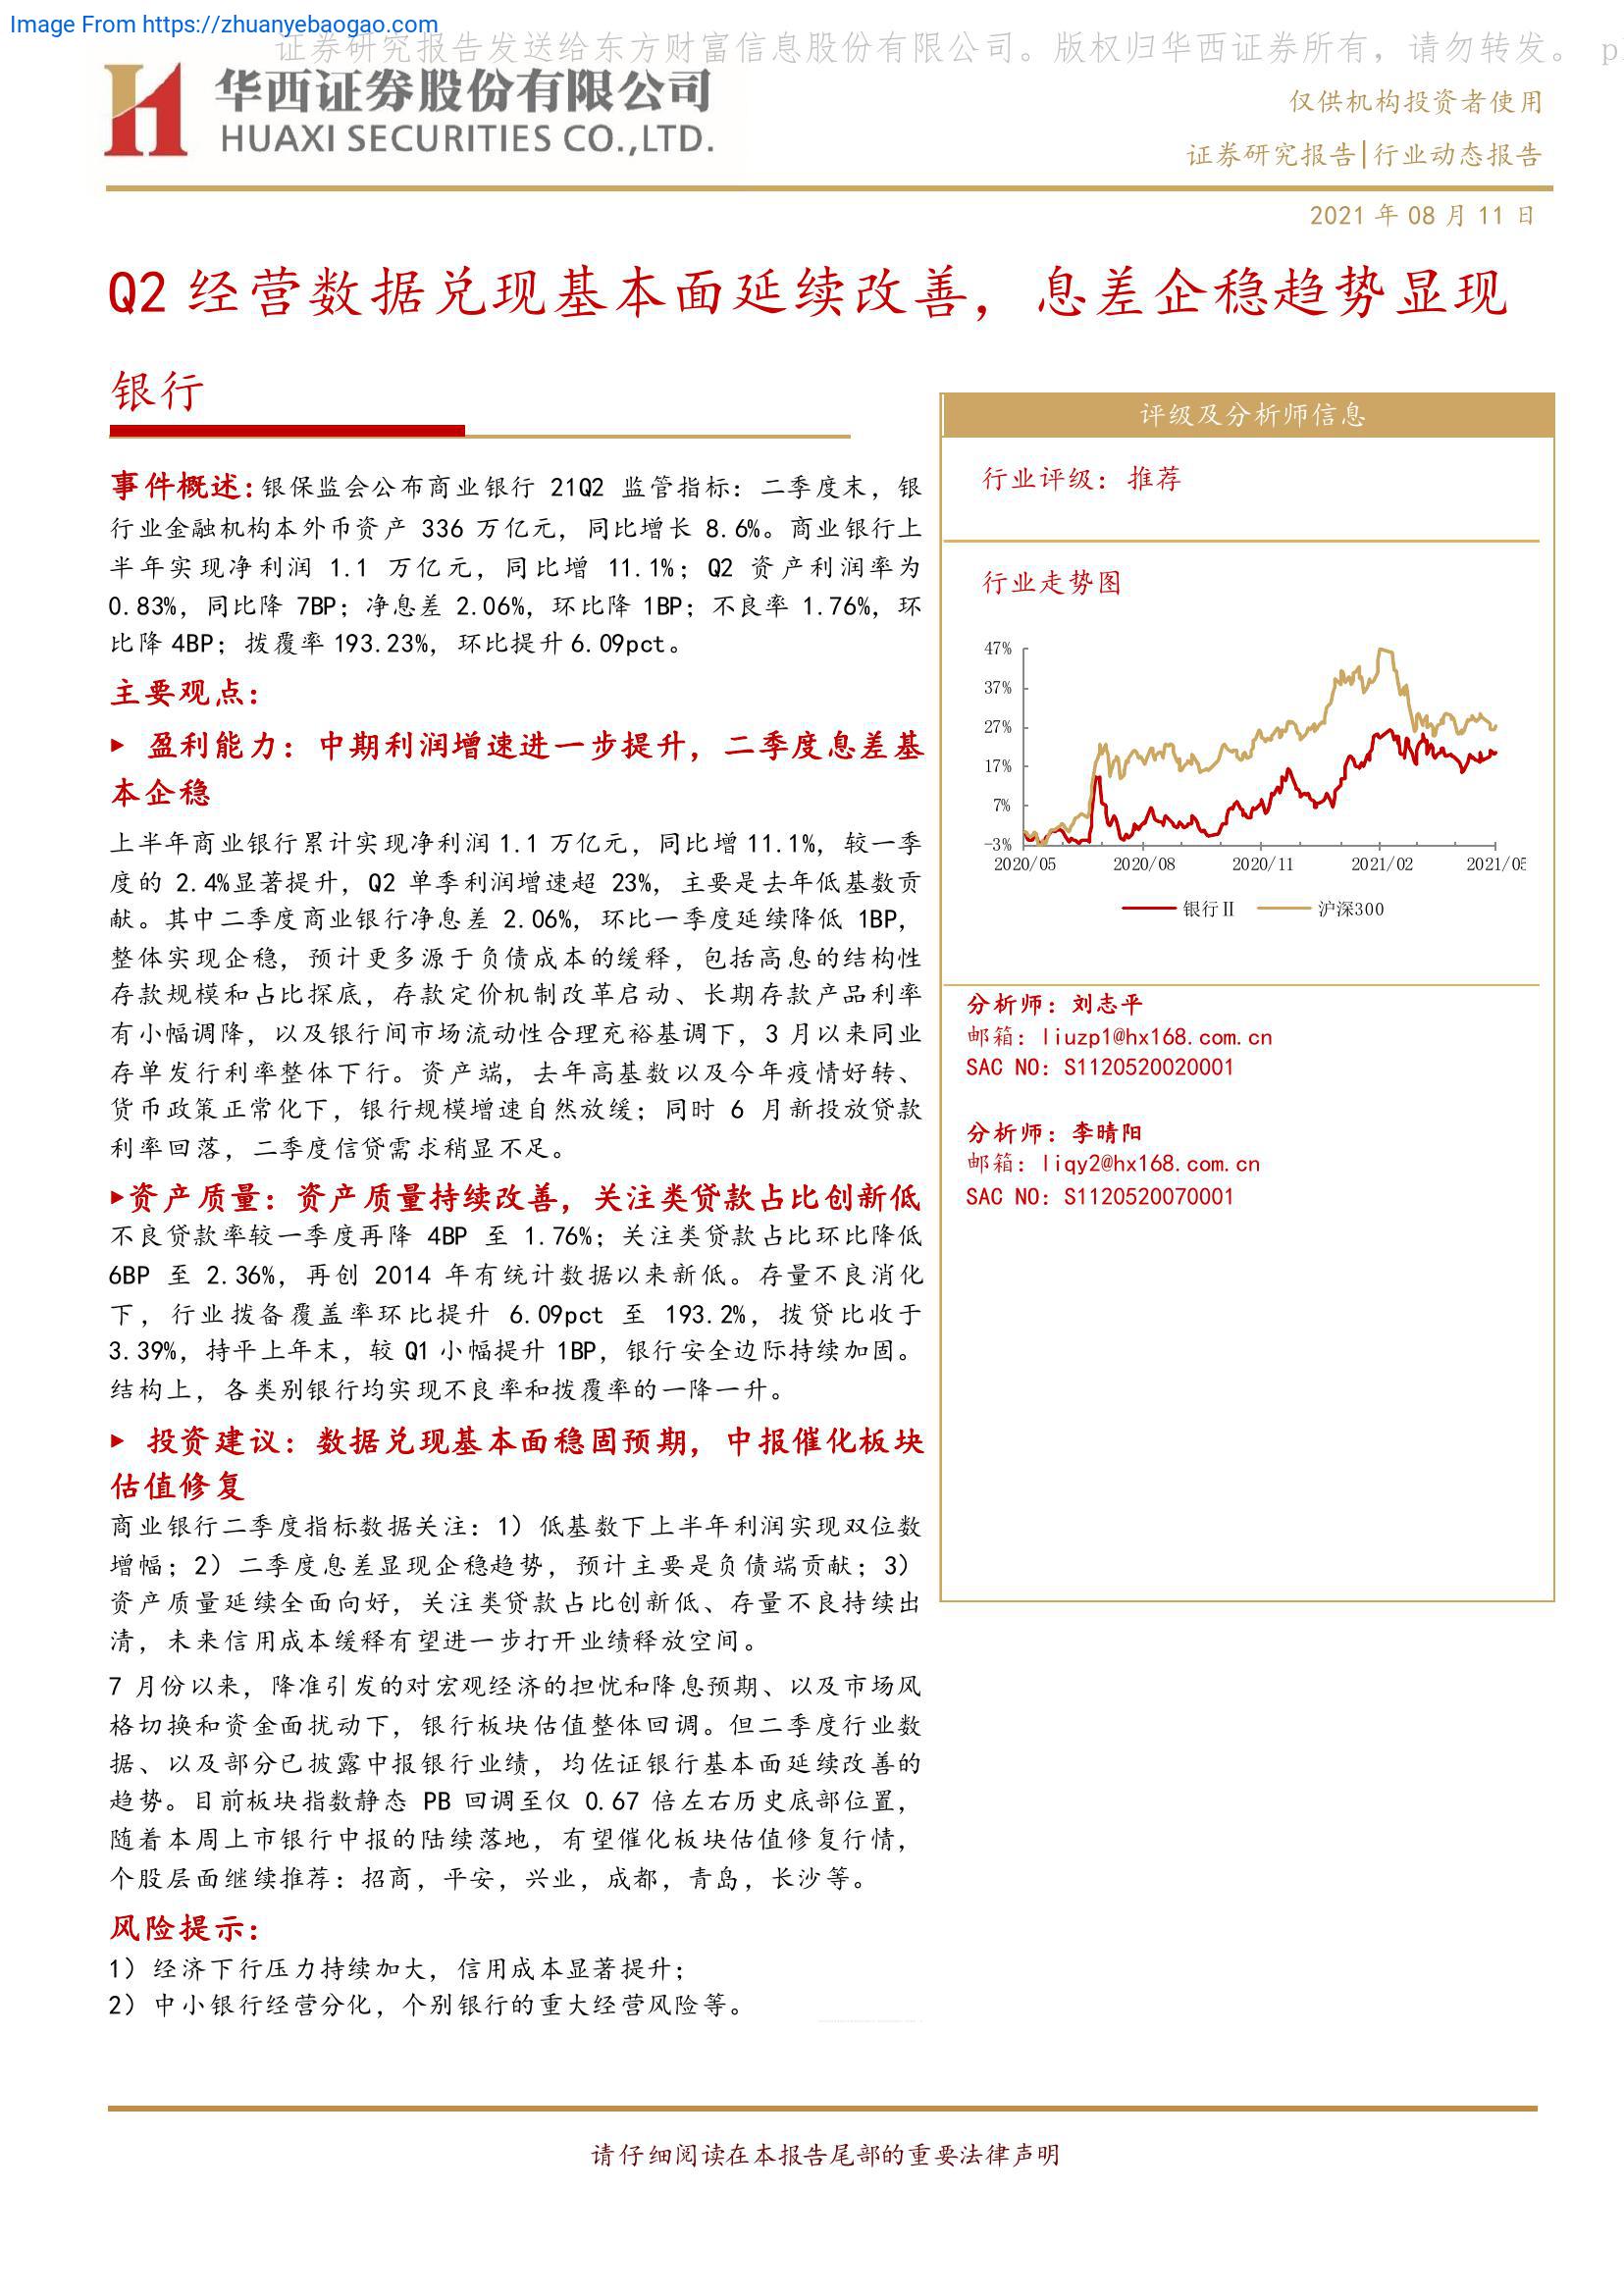 Image From https://zhuanyebaogao.com
证券研究报告发送给东方财富信息股份有限公司。版权归华西证券所有，请勿转发。 p
华西证券股份有限公司
HUAXI SECURITIES CO.,LTD.
仅供机构投资者使用
证券研究报告|行业动态报告
2021 年 08 月 11 日
Q2 经营数据兑现基本面延续改善，息差企稳趋势显现
银行
事件概述：银保监会公布商业银行 21Q2 监管指标：二季度末，银
行业金融机构本外币资产 336 万亿元，同比增长 8.6%。商业银行上
半年实现净利润 1.1 万亿元，同比增 11.1%；Q2 资产利润率为
0.83%，同比降 7BP；净息差 2.06%，环比降 1BP；不良率 1.76%，环
比降 4BP；拨覆率 193.23%，环比提升 6.09pct。
主要观点：
▶ 盈利能力：中期利润增速进一步提升，二季度息差基
本企稳
上半年商业银行累计实现净利润 1.1 万亿元，同比增 11.1%，较一季
度的 2.4%显著提升，Q2 单季利润增速超 23%，主要是去年低基数贡
献。其中二季度商业银行净息差 2.06%，环比一季度延续降低 1BP，
整体实现企稳，预计更多源于负债成本的缓释，包括高息的结构性
存款规模和占比探底，存款定价机制改革启动、长期存款产品利率
有小幅调降，以及银行间市场流动性合理充裕基调下，3 月以来同业
存单发行利率整体下行。资产端，去年高基数以及今年疫情好转、
货币政策正常化下，银行规模增速自然放缓；同时 6 月新投放贷款
利率回落，二季度信贷需求稍显不足。
▶资产质量：资产质量持续改善，关注类贷款占比创新低
不良贷款率较一季度再降 4BP 至 1.76%；关注类贷款占比环比降低
6BP 至 2.36%，再创 2014 年有统计数据以来新低。存量不良消化
下，行业拨备覆盖率环比提升 6.09pct 至 193.2%，拨贷比收于
3.39%，持平上年末，较 Q1 小幅提升 1BP，银行安全边际持续加固。
结构上，各类别银行均实现不良率和拨覆率的一降一升。
▶ 投资建议：数据兑现基本面稳固预期，中报催化板块
估值修复
商业银行二季度指标数据关注：1）低基数下上半年利润实现双位数
增幅；2）二季度息差显现企稳趋势，预计主要是负债端贡献；3）
资产质量延续全面向好，关注类贷款占比创新低、存量不良持续出
清，未来信用成本缓释有望进一步打开业绩释放空间。
7 月份以来，降准引发的对宏观经济的担忧和降息预期、以及市场风
格切换和资金面扰动下，银行板块估值整体回调。但二季度行业数
据、以及部分已披露中报银行业绩，均佐证银行基本面延续改善的
趋势。目前板块指数静态 PB 回调至仅 0.67 倍左右历史底部位置，
随着本周上市银行中报的陆续落地，有望催化板块估值修复行情，
个股层面继续推荐：招商，平安，兴业，成都，青岛，长沙等。
风险提示：
1）经济下行压力持续加大，信用成本显著提升；
2）中小银行经营分化，个别银行的重大经营风险等。
评级及分析师信息
行业评级：推荐
行业走势图
47%
37%
27%
17%
7%
-3%
2020/05 2020/08 2020/11 2021/02 2021/05
银行Ⅱ 沪深300
分析师：刘志平
邮箱：liuzp1@hx168.com.cn
SAC NO：S1120520020001
分析师：李晴阳
邮箱：liqy2@hx168.com.cn
SAC NO：S1120520070001
请仔细阅读在本报告尾部的重要法律声明